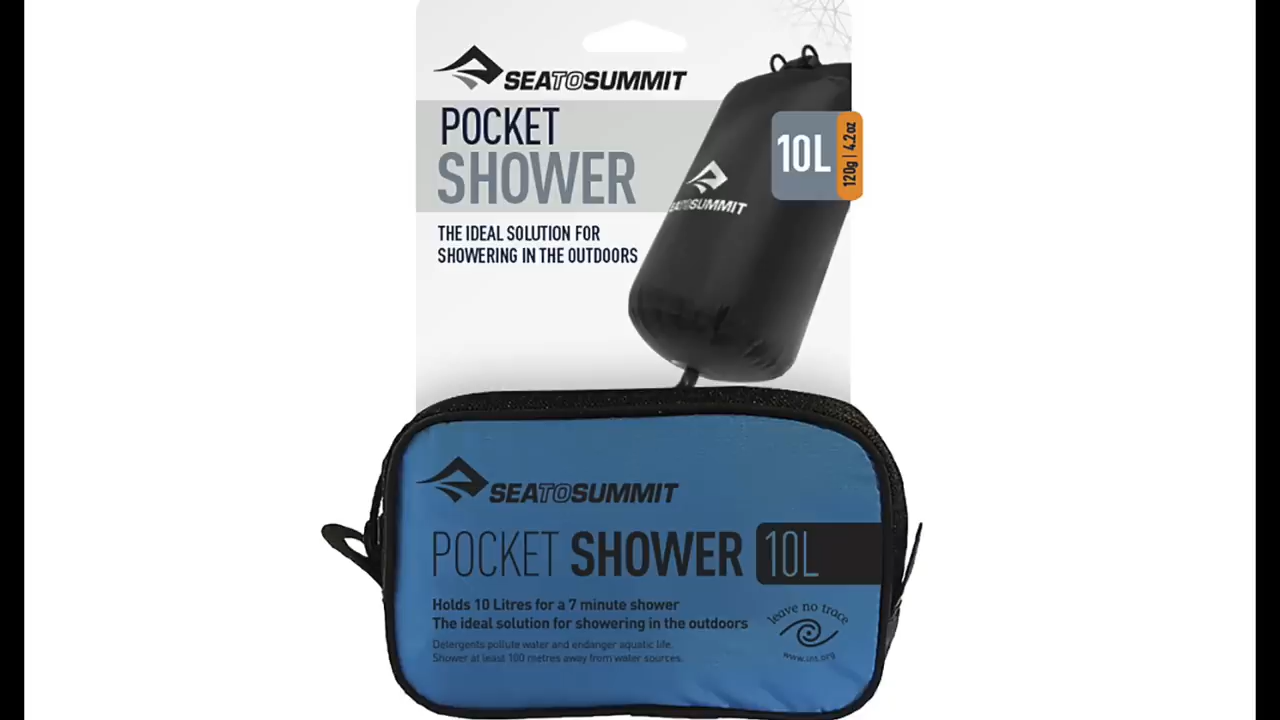 SEATOSUMMIT
POCKET
SHOWER
THE IDEAL SOLUTION FOR
SHOWERING IN THE OUTDOORS
SEATOSUMMIT
10L
120g | 4.2oz
SEATOSUMMIT
POCKET SHOWER 10L
Holds 10 Litres for a 7 minute shower
The ideal solution for showering in the outdoors
Detergents pollute water and endanger aquatic life.
Shower at least 100 metres away from water sources.
leave no trace
www.lnt.org